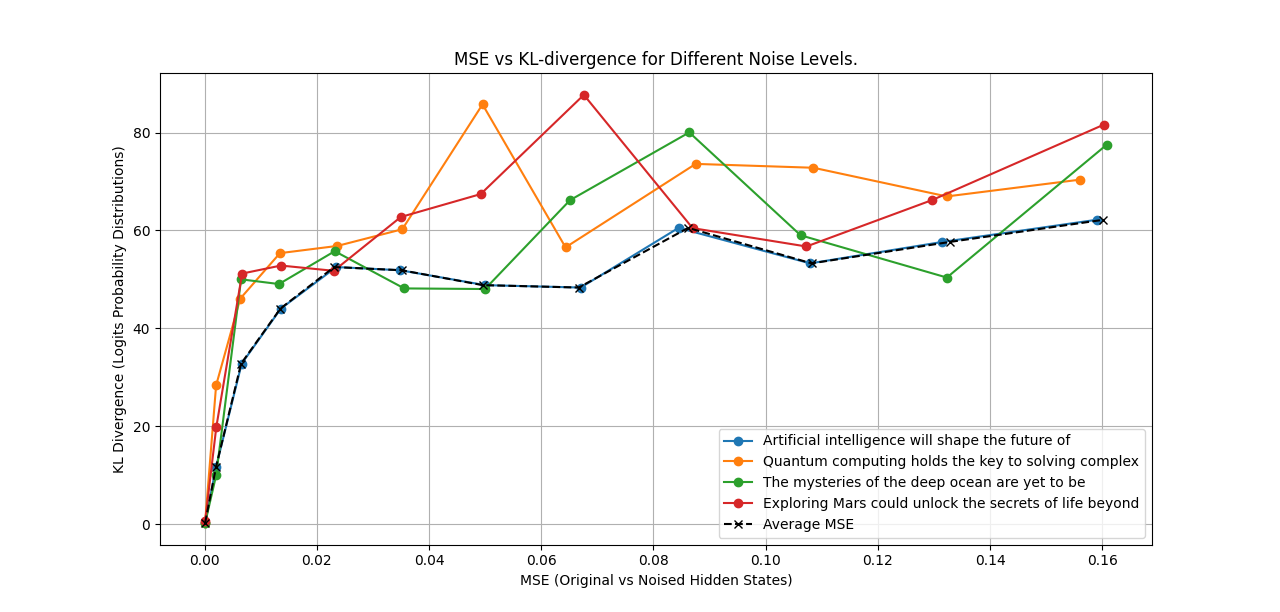 MSE vs KL-divergence for Different Noise Levels.
KL Divergence (Logits Probability Distributions)
80
60
40
20
0
Artificial intelligence will shape the future of
Quantum computing holds the key to solving complex
The mysteries of the deep ocean are yet to be
Exploring Mars could unlock the secrets of life beyond
Average MSE
0.00 0.02 0.04 0.06 0.08 0.10 0.12 0.14 0.16
MSE (Original vs Noised Hidden States)